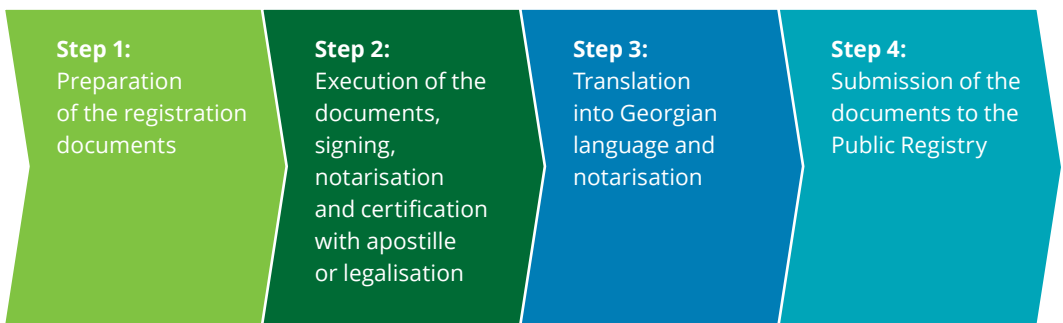 Step 1:
Preparation
of the registration
documents
Step 2:
Execution of the
documents,
signing,
notarisation
and certification
with apostille
or legalisation
Step 3:
Translation
into Georgian
language and
notarisation
Step 4:
Submission of the
documents to the
Public Registry